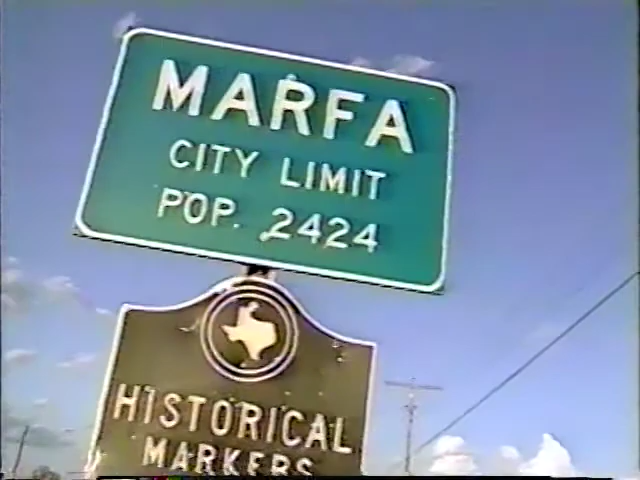 MARFA
CITY LIMIT
POP. 2424
HISTORICAL
MARKERS